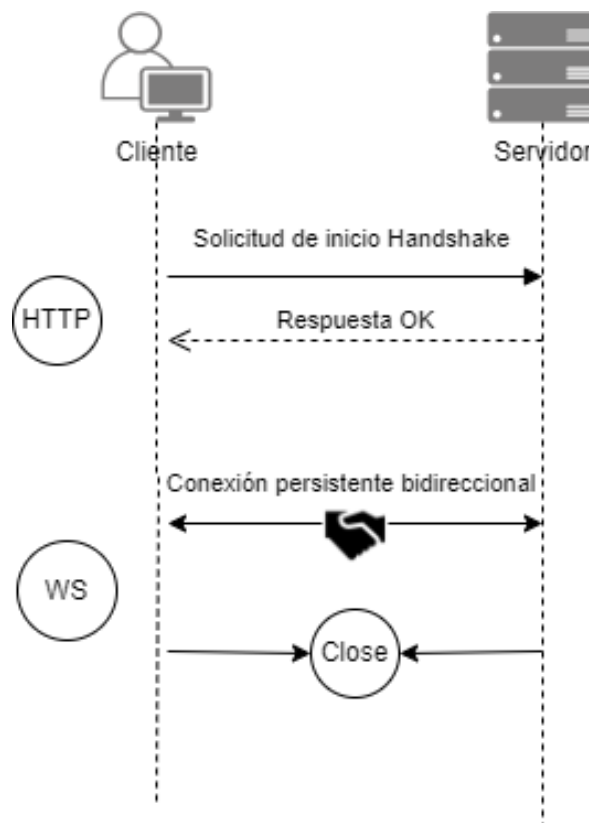 Cliente
Servidor
Solicitud de inicio Handshake
HTTP
Respuesta OK
Conexión persistente bidireccional
WS
Close